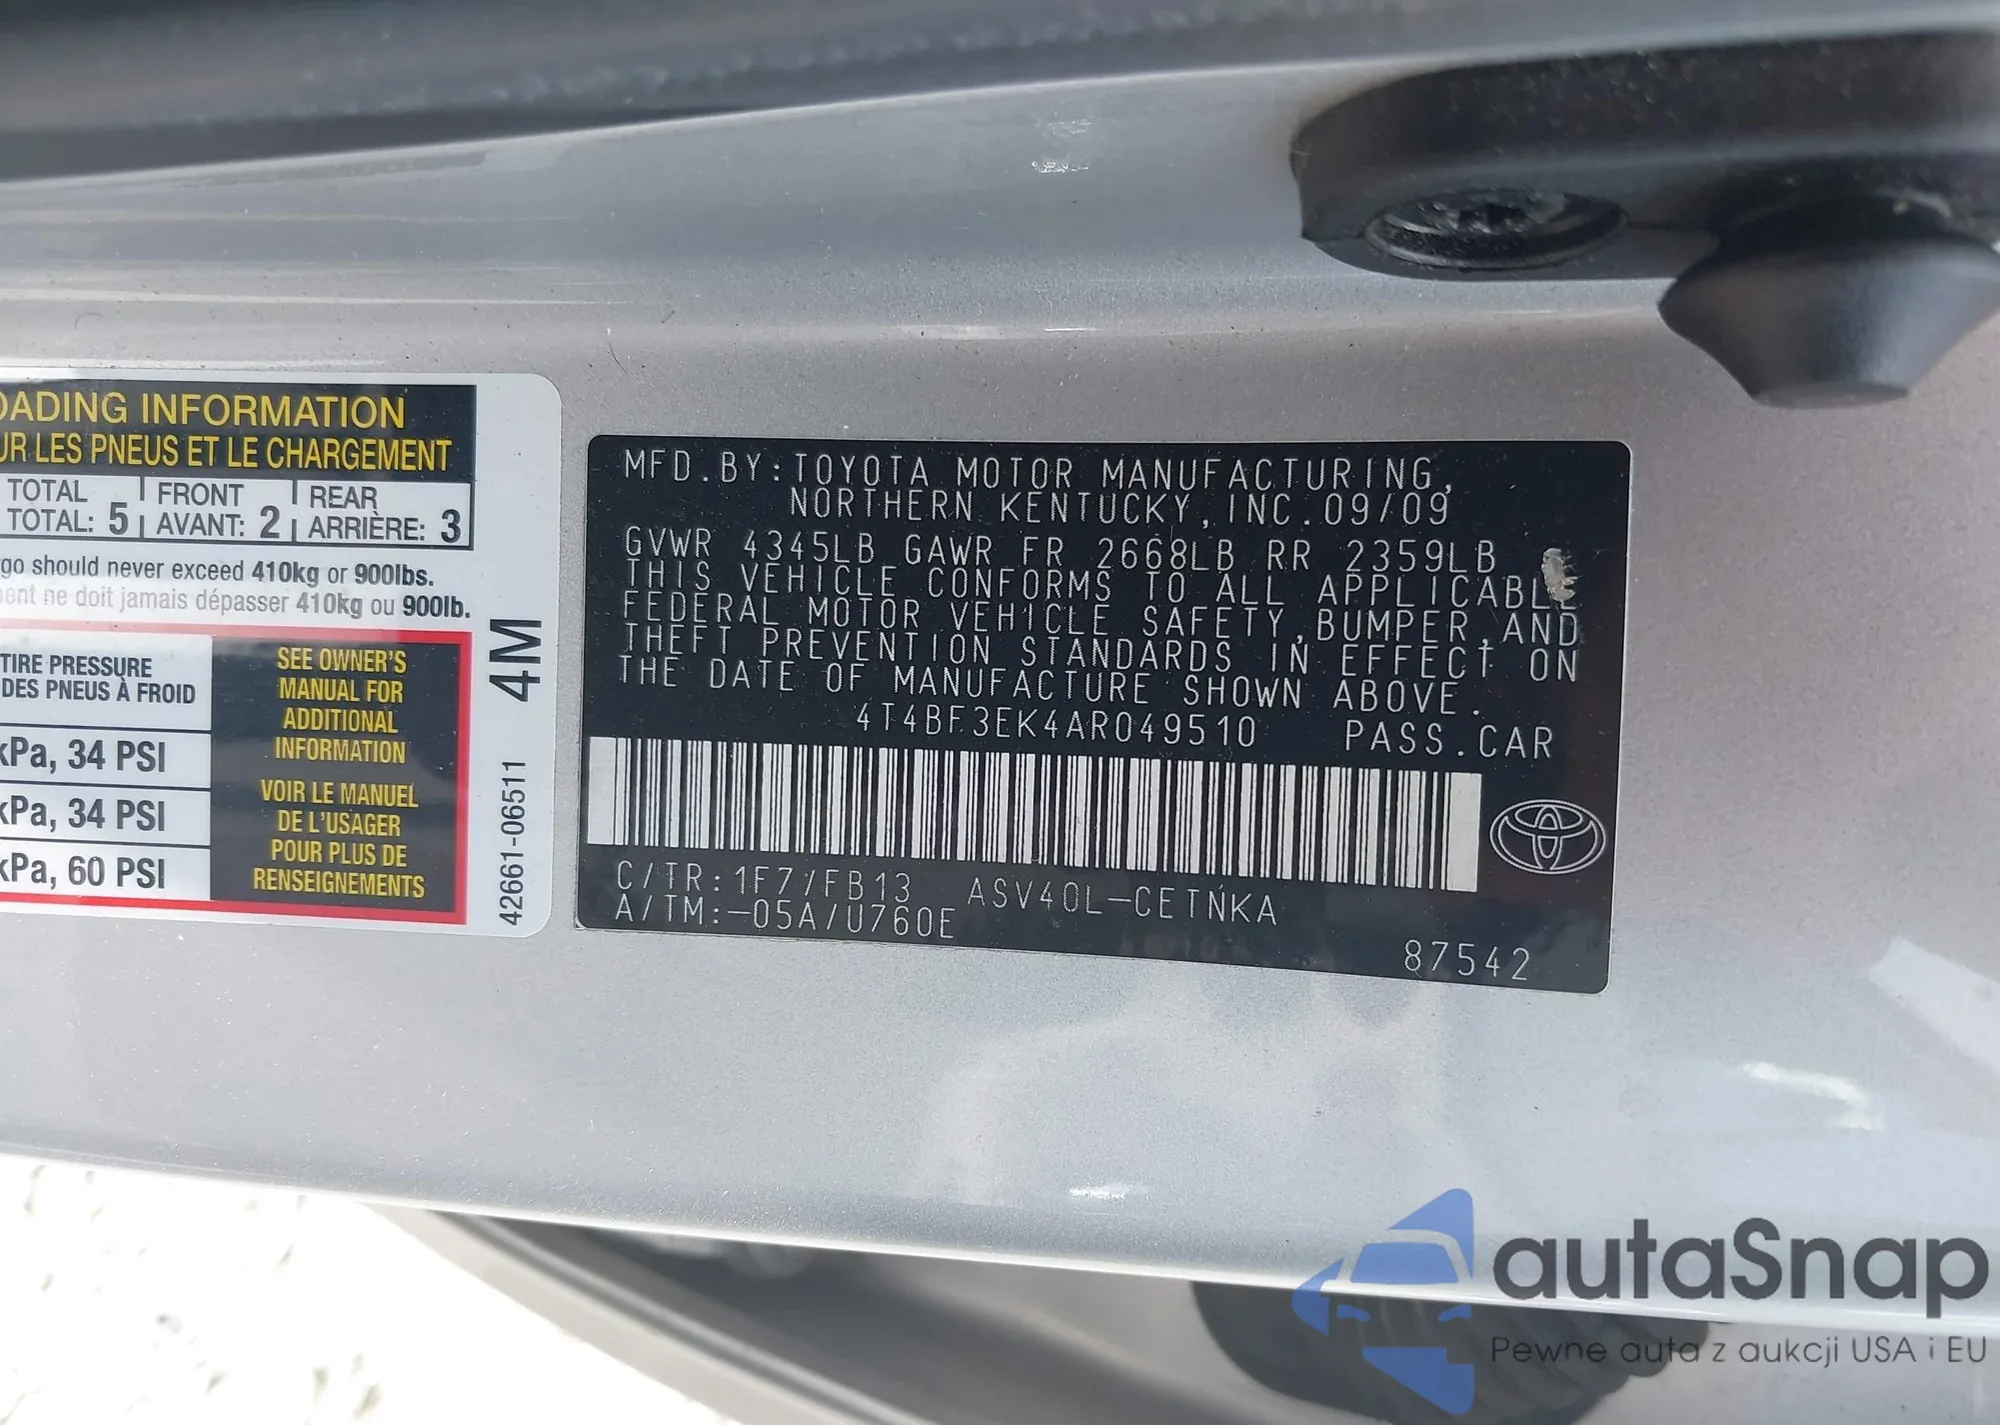 OADING INFORMATION
UR LES PNEUS ET LE CHARGEMENT
TOTAL FRONT REAR
TOTAL: 5 AVANT: 2 ARRIÈRE: 3
go should never exceed 410kg or 900lbs.
ment ne doit jamais dépasser 410kg ou 900lb.
TIRE PRESSURE
DES PNEUS À FROID
kPa, 34 PSI
kPa, 34 PSI
kPa, 60 PSI
SEE OWNER'S
MANUAL FOR
ADDITIONAL
INFORMATION
VOIR LE MANUEL
DE L'USAGER
POUR PLUS DE
RENSEIGNEMENTS
4M
42661-06511
MFD.BY:TOYOTA MOTOR MANUFACTURING,
NORTHERN KENTUCKY,INC.09/09
GVWR 4345LB GAWR FR 2668LB RR 2359LB
THIS VEHICLE CONFORMS TO ALL APPLICABLE
FEDERAL MOTOR VEHICLE SAFETY,BUMPER,AND
THEFT PREVENTION STANDARDS IN EFFECT ON
THE DATE OF MANUFACTURE SHOWN ABOVE.
4T4BF3EK4AR049510 PASS.CAR
C/TR:1F7/FB13 ASV40L-CETNKA
A/TM:-05A/U760E
87542
autaSnap
Pewne auta z aukcji USA i EU